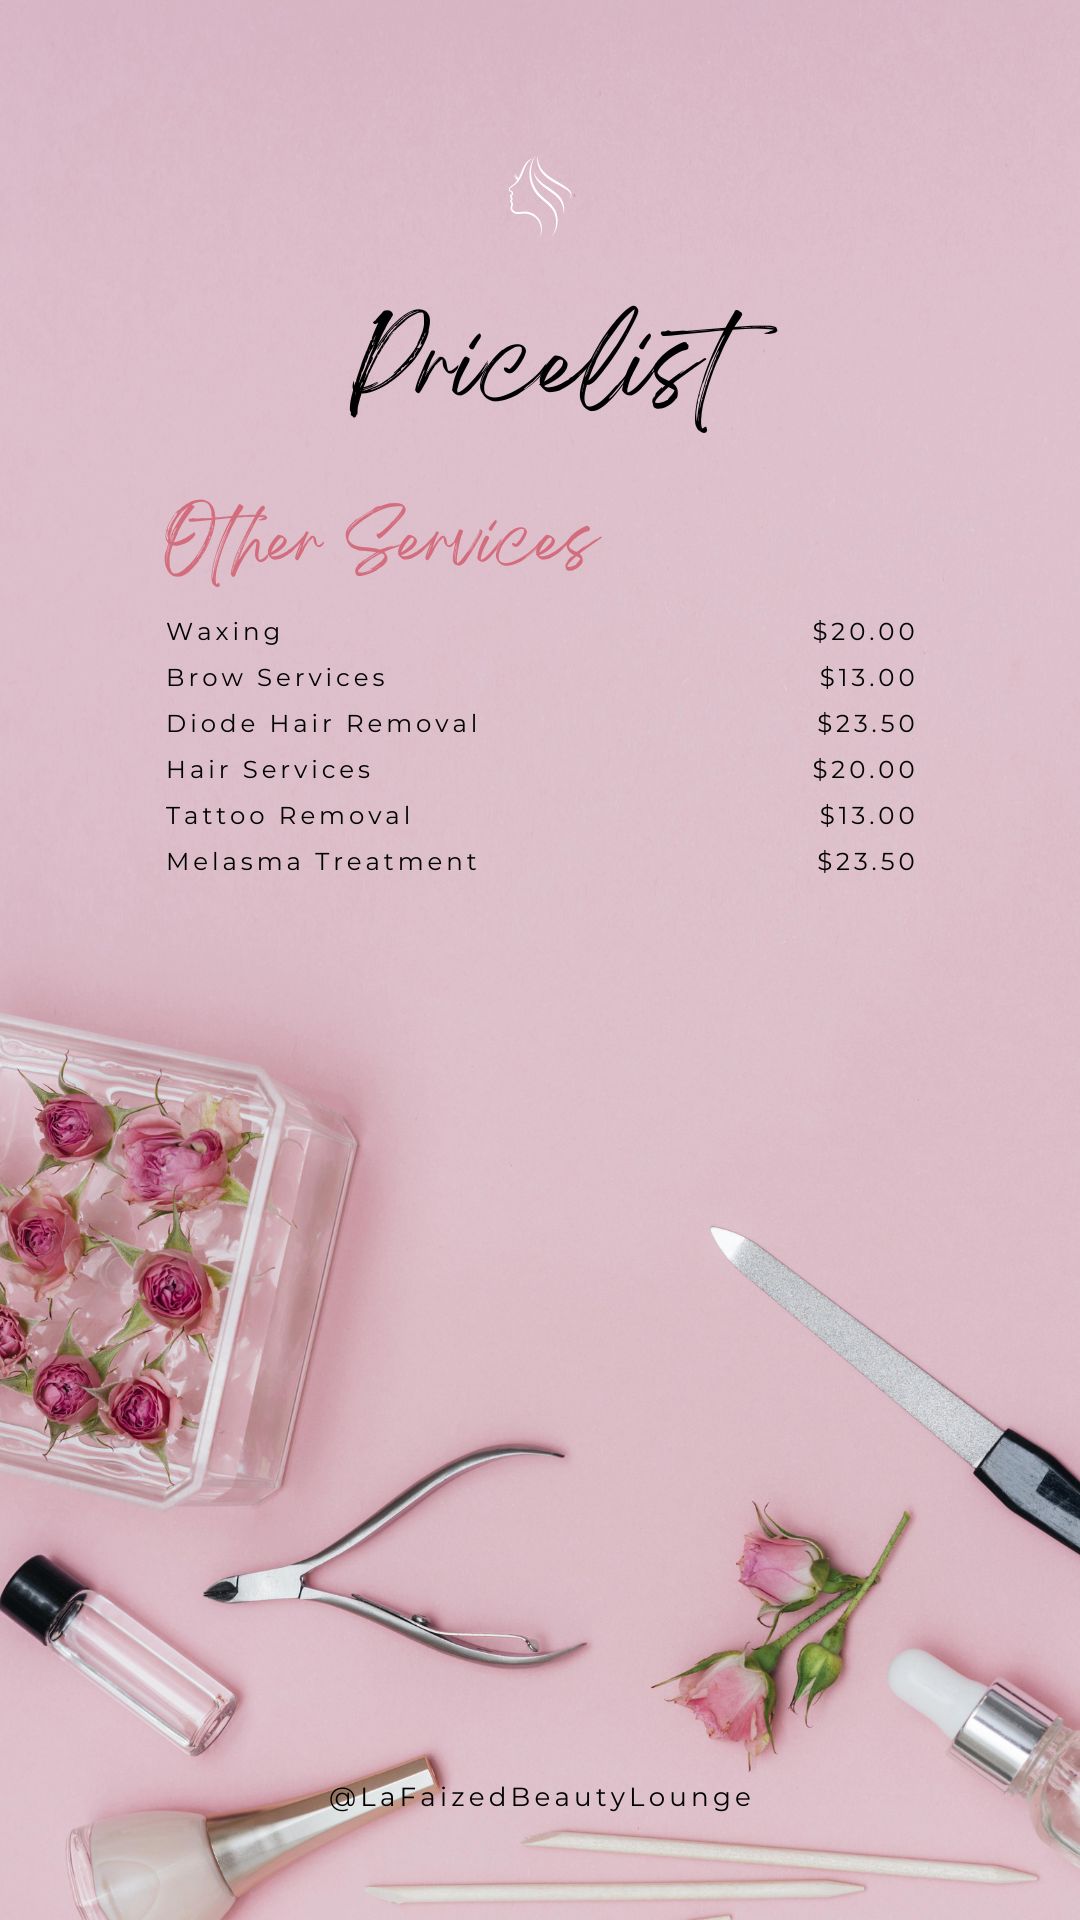 Pricelist
Other Services
Waxing $20.00
Brow Services $13.00
Diode Hair Removal $23.50
Hair Services $20.00
Tattoo Removal $13.00
Melasma Treatment $23.50
@LaFaizedBeautyLounge